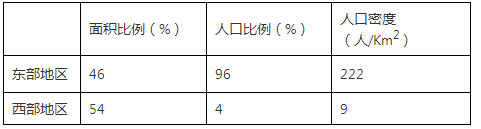 面积比例（%） 人口比例（%） 人口密度
（人/Km2）
东部地区 46 96 222
西部地区 54 4 9